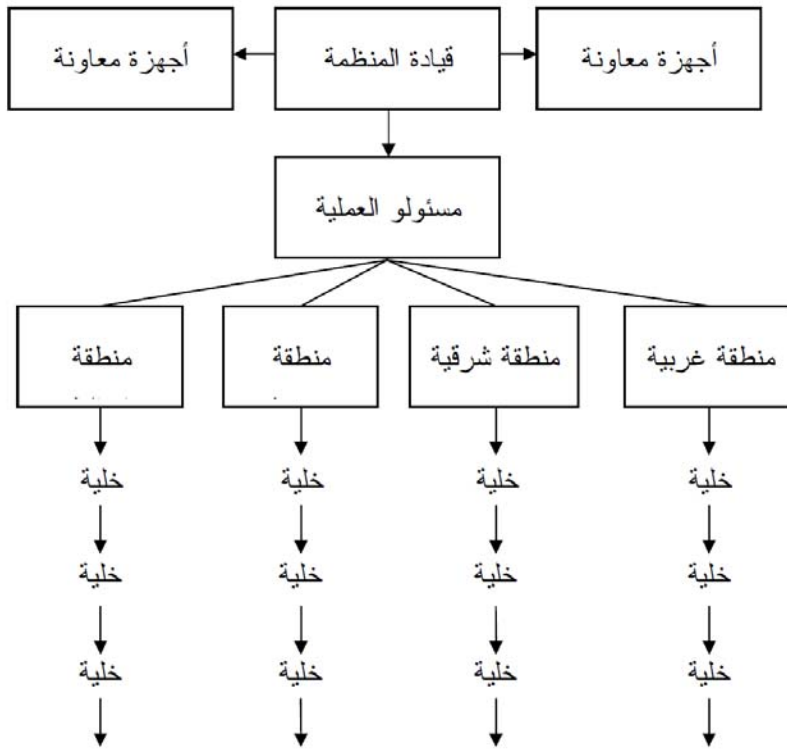 أجهزة معاونة
قيادة المنظمة
أجهزة معاونة
مسئولو العملية
منطقة غربية
منطقة شرقية
منطقة
منطقة
خلية
خلية
خلية
خلية
خلية
خلية
خلية
خلية
خلية
خلية
خلية
خلية